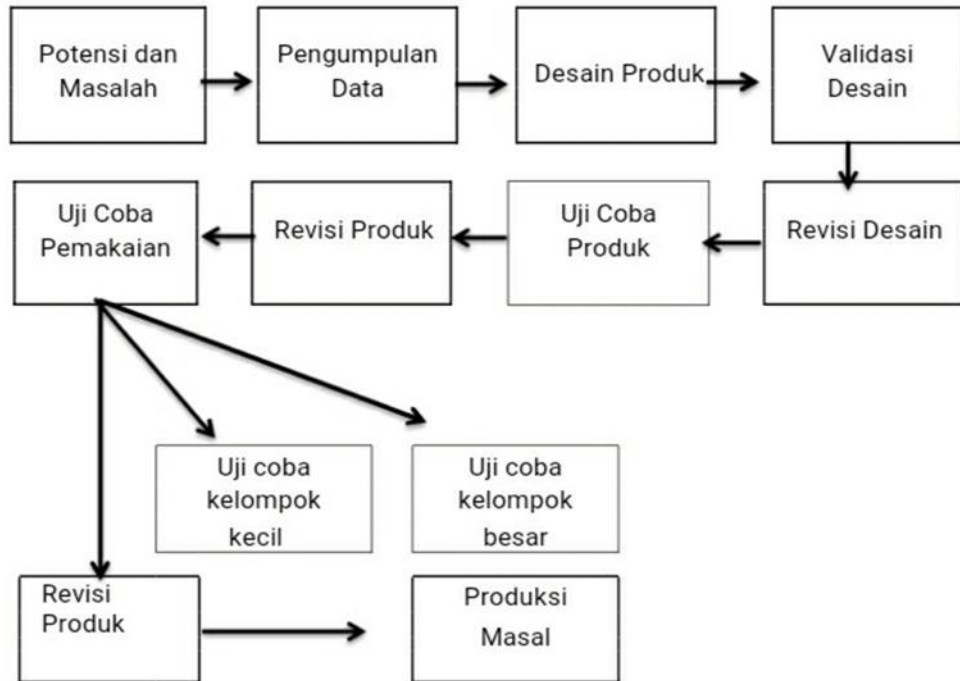 Potensi dan
Masalah
Pengumpulan
Data
Desain Produk
Validasi
Desain
Uji Coba
Pemakaian
Revisi Produk
Uji Coba
Produk
Revisi Desain
Uji coba
kelompok
kecil
Uji coba
kelompok
besar
Revisi
Produk
Produksi
Masal